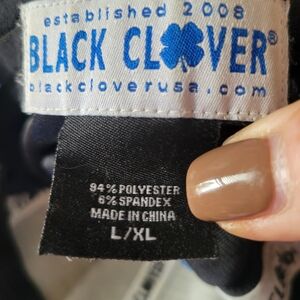 established 2008
BLACK CLOVER®
blackcloverusa.com
94% POLYESTER
6% SPANDEX
MADE IN CHINA
L/XL